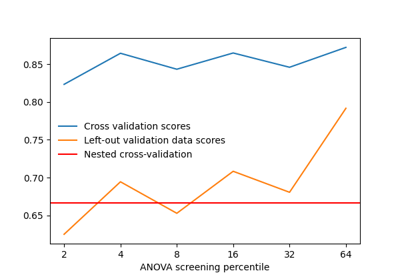 0.85
0.80
0.75
0.70
0.65
Cross validation scores
Left-out validation data scores
Nested cross-validation
2 4 8 16 32 64
ANOVA screening percentile